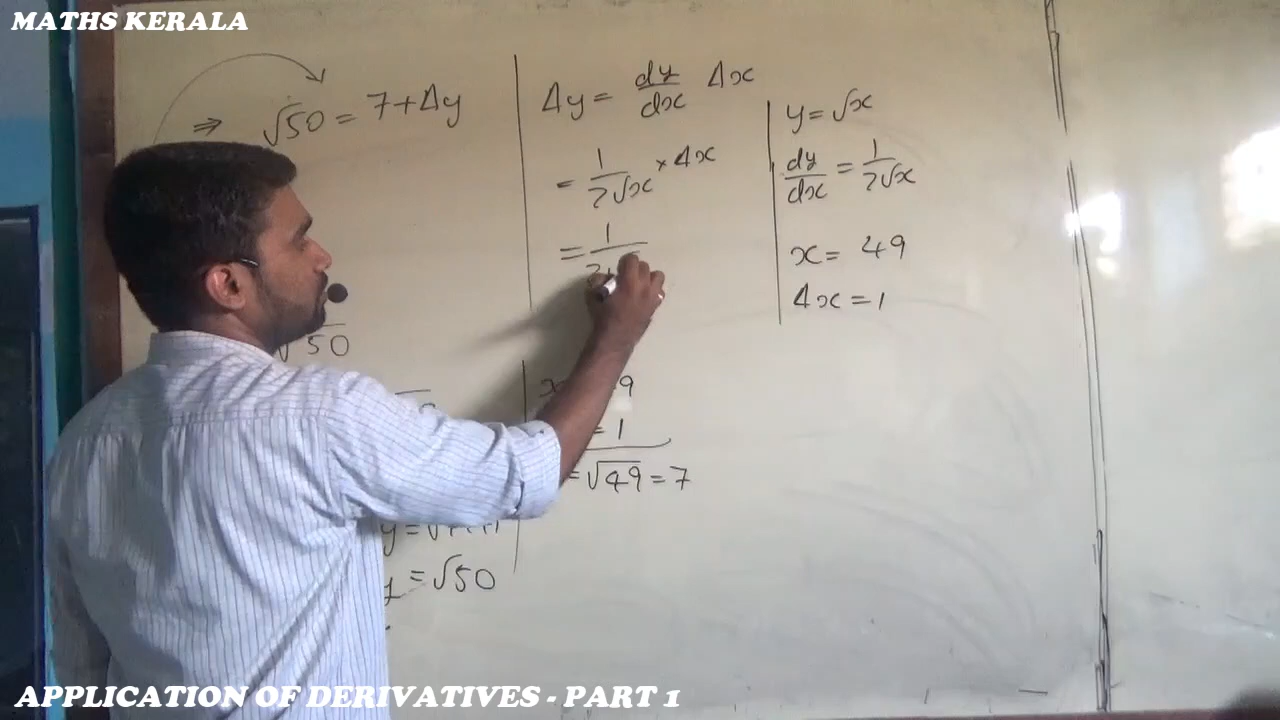 MATHS KERALA
⇒ √50 = 7+Δy
√50
y = √50
Δy = dy/dx Δx
= 1/2√x × Δx
= 1
= 1
= √49 = 7
y = √x
dy/dx = 1/2√x
x = 49
Δx = 1
APPLICATION OF DERIVATIVES - PART 1